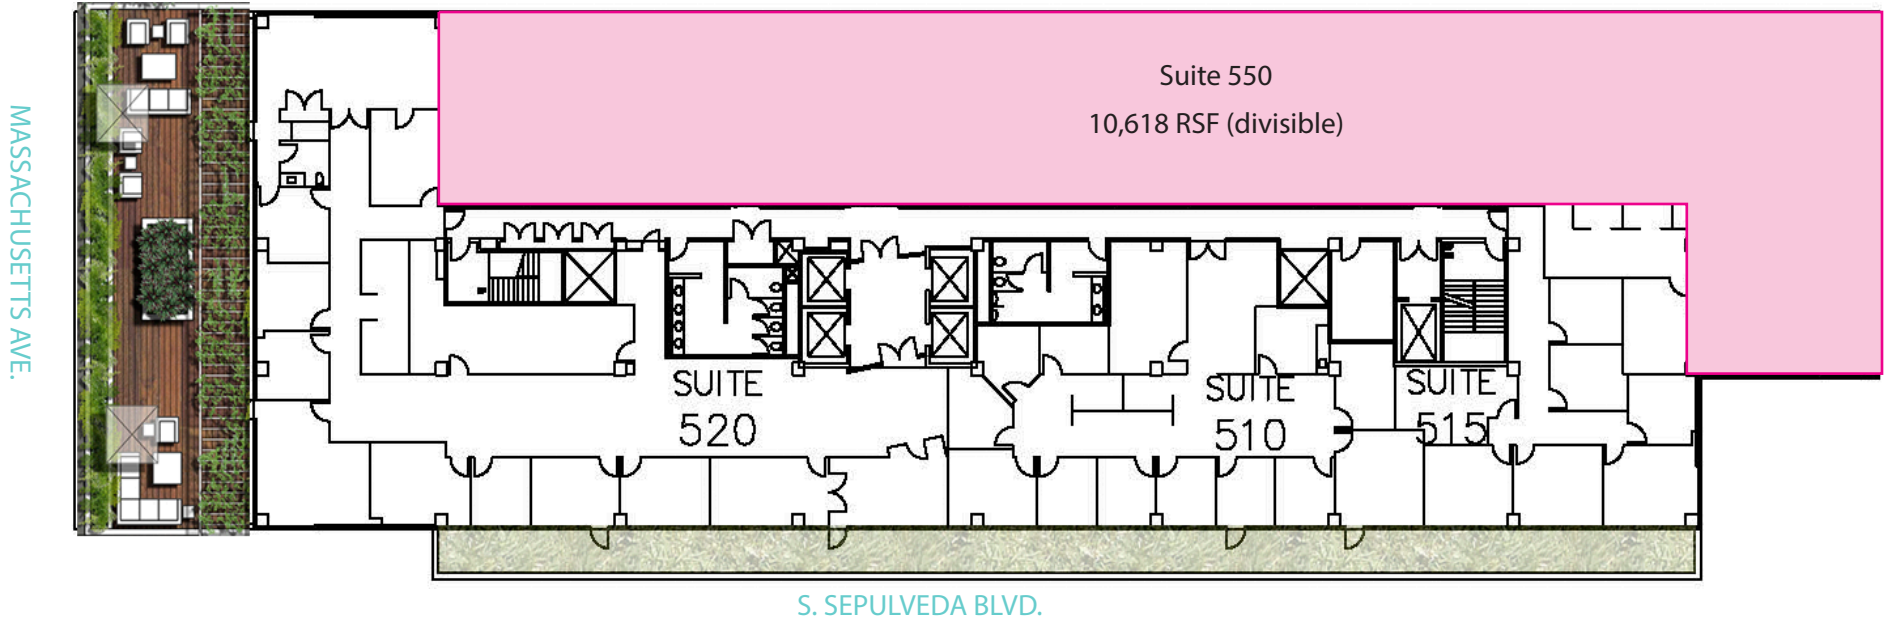 MASSACHUSETTS AVE.
Suite 550
10,618 RSF (divisible)
SUITE
520
SUITE
510
SUITE
515
S. SEPULVEDA BLVD.